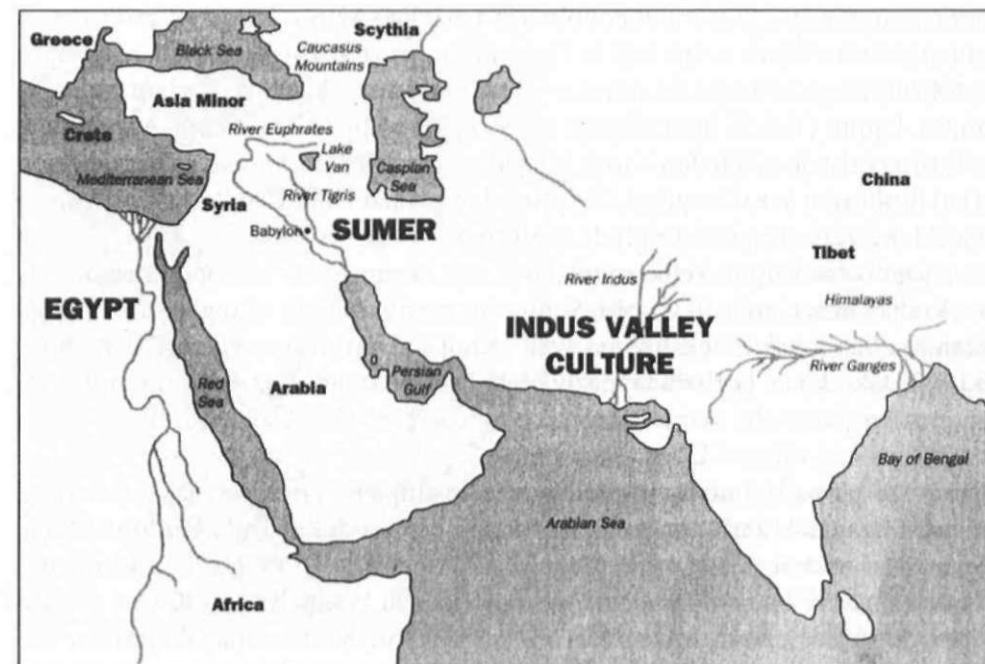 Greece
Black Sea
Caucasus
Mountains
Scythia
Asia Minor
Crete
River Euphrates
Lake
Van
Mediterranean Sea
Caspian
Sea
River Tigris
Syria
Babylon
SUMER
China
Tibet
EGYPT
River Indus
Himalayas
INDUS VALLEY
CULTURE
River Ganges
Red
Sea
Arabia
Persian
Gulf
Bay of Bengal
Arabian Sea
Africa